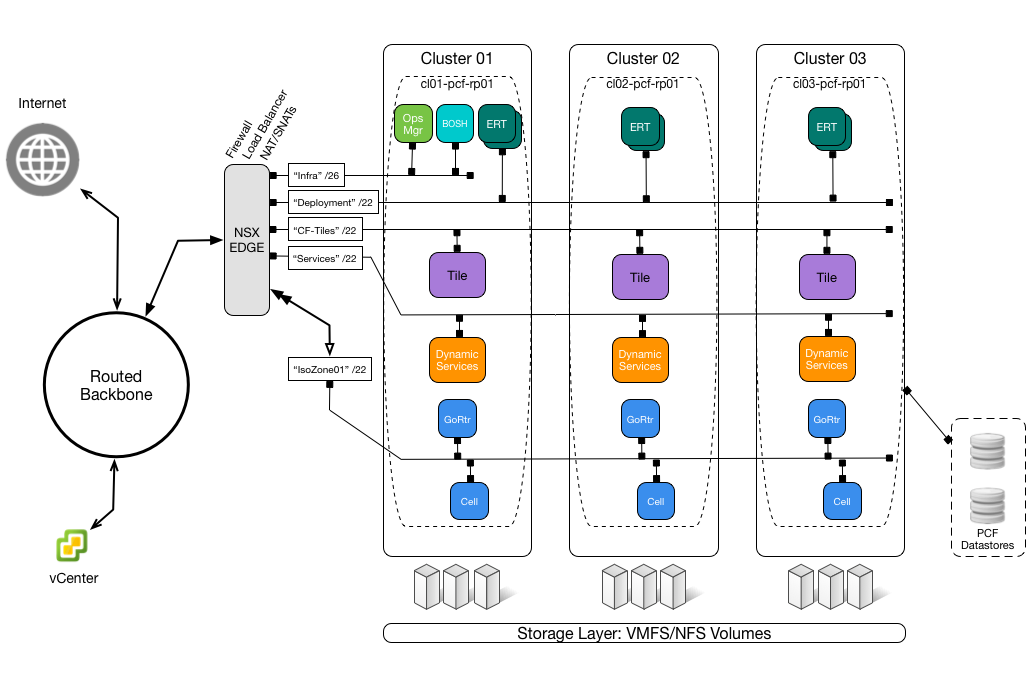 Internet
Firewall
Load Balancer
NAT/SNATs
NSX
EDGE
"Infra" /26
"Deployment" /22
"CF-Tiles" /22
"Services" /22
"IsoZone01" /22
Routed
Backbone
vCenter
Cluster 01
cl01-pcf-rp01
Ops
Mgr
BOSH
ERT
Tile
Dynamic
Services
GoRtr
Cell
Cluster 02
cl02-pcf-rp01
ERT
Tile
Dynamic
Services
GoRtr
Cell
Cluster 03
cl03-pcf-rp01
ERT
Tile
Dynamic
Services
GoRtr
Cell
PCF
Datastores
Storage Layer: VMFS/NFS Volumes